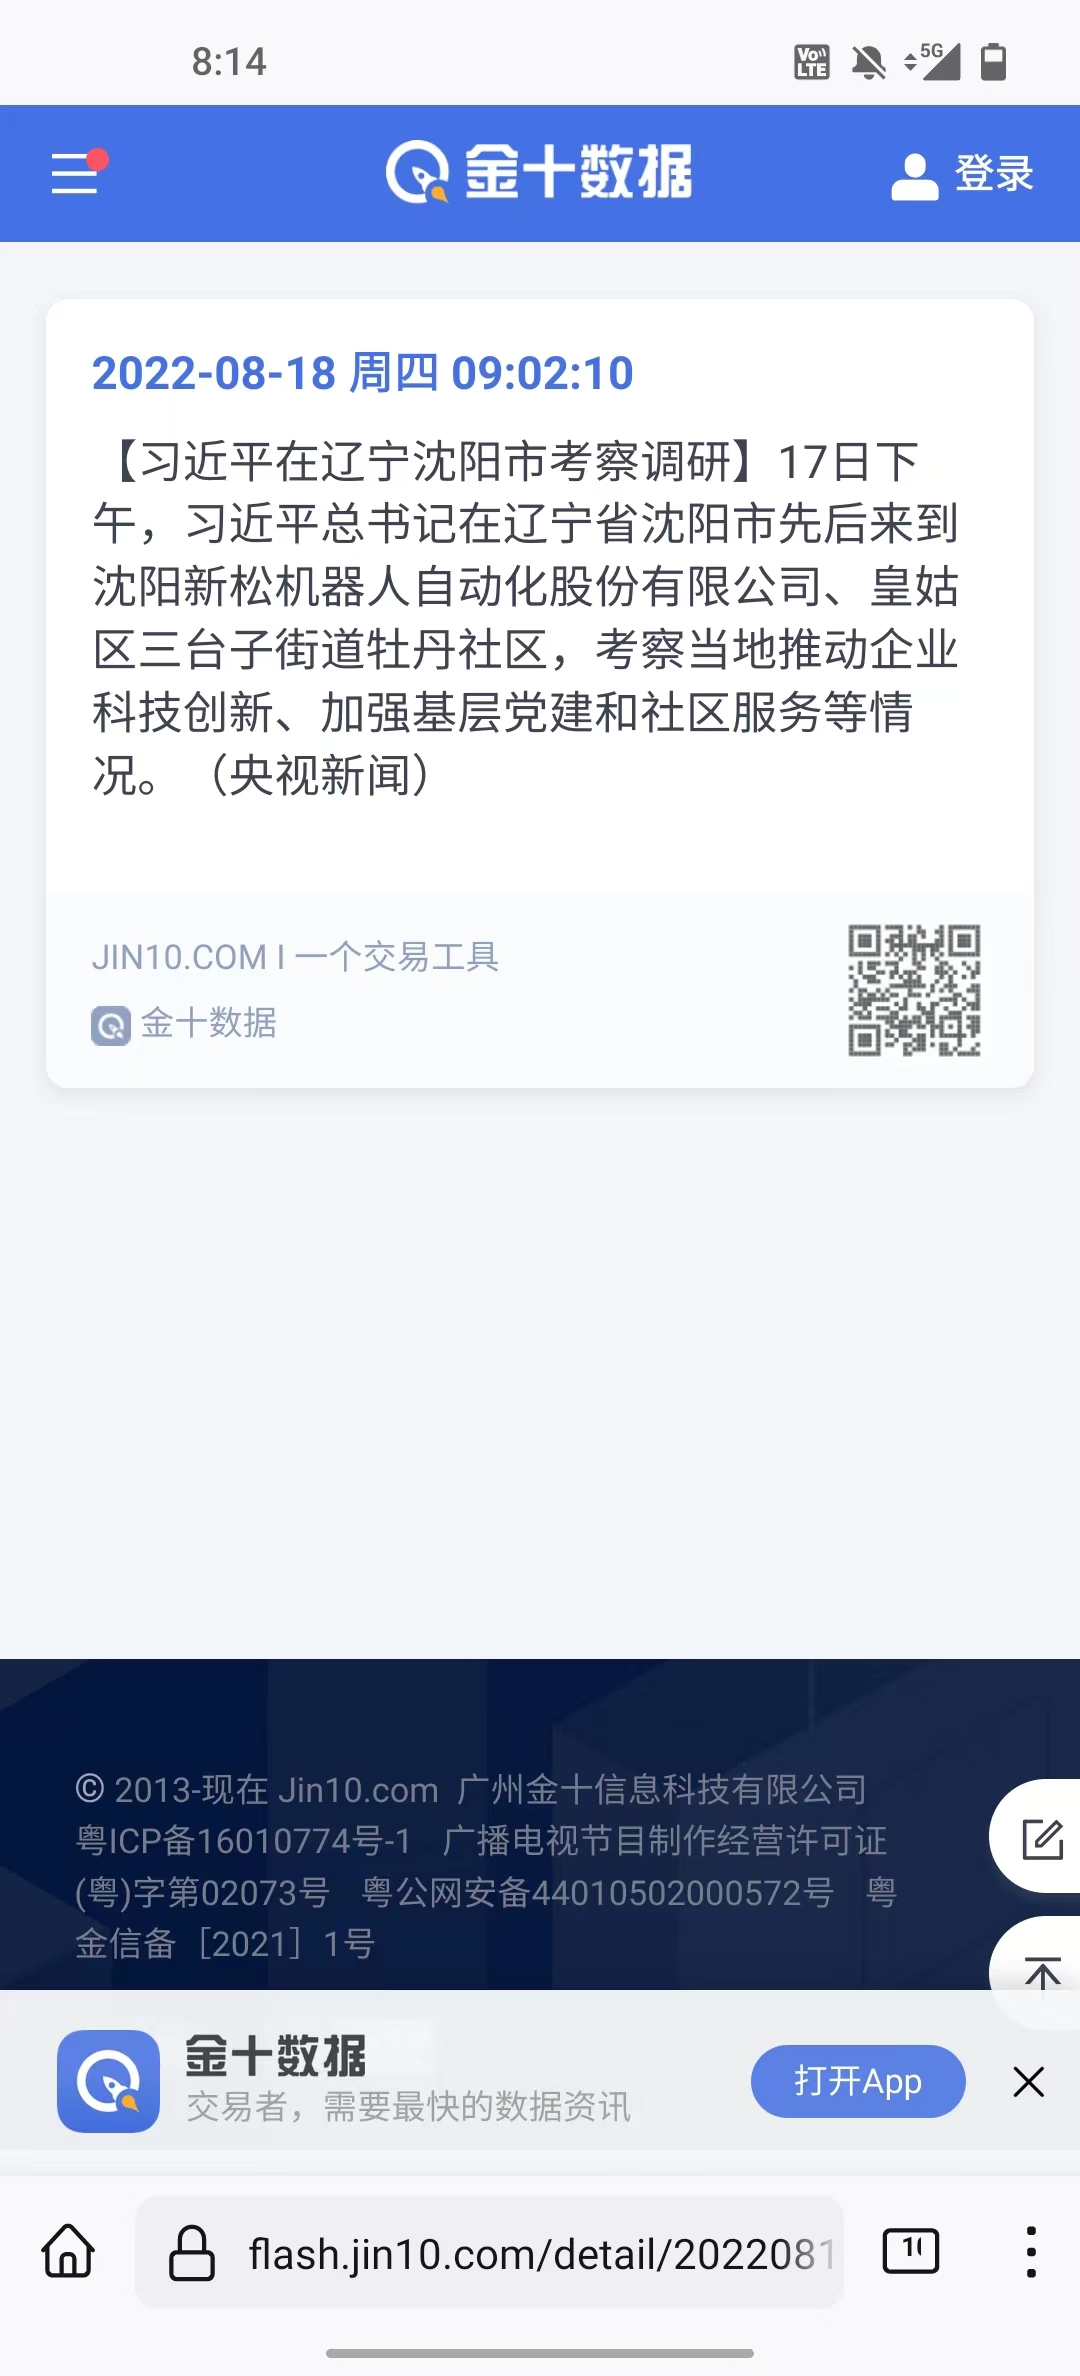 8:14
Vo LTE
5G
金十数据
登录
2022-08-18 周四 09:02:10
【习近平在辽宁沈阳市考察调研】17日下
午，习近平总书记在辽宁省沈阳市先后来到
沈阳新松机器人自动化股份有限公司、皇姑
区三台子街道牡丹社区，考察当地推动企业
科技创新、加强基层党建和社区服务等情
况。（央视新闻）
JIN10.COM I 一个交易工具
金十数据
© 2013-现在 Jin10.com 广州金十信息科技有限公司
粤ICP备16010774号-1 广播电视节目制作经营许可证
(粤)字第02073号 粤公网安备44010502000572号 粤
金信备［2021］1号
金十数据
交易者，需要最快的数据资讯
打开App
flash.jin10.com/detail/2022081